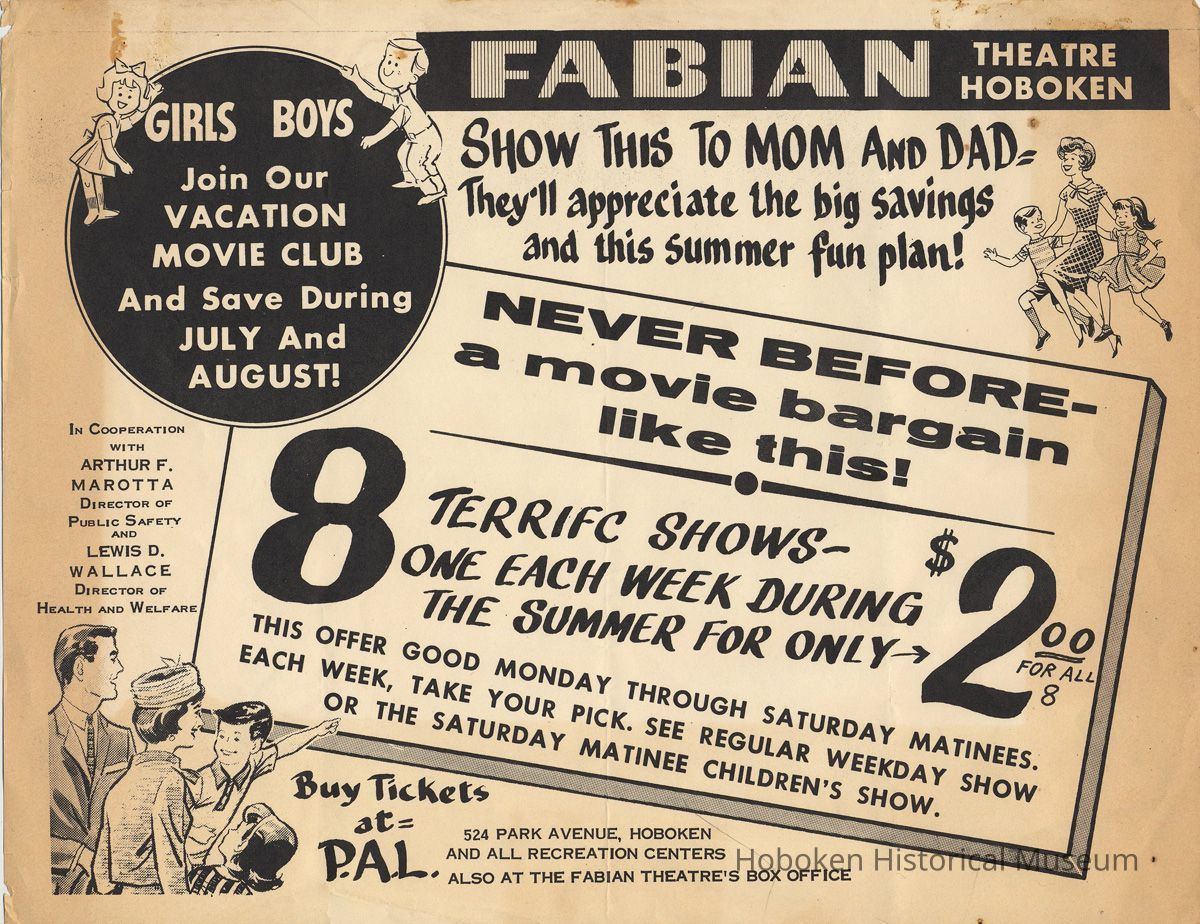 FABIAN THEATRE
HOBOKEN
GIRLS BOYS
Join Our
VACATION
MOVIE CLUB
And Save During
JULY And
AUGUST!
SHOW THIS TO MOM AND DAD=
They'll appreciate the big savings
and this summer fun plan!
NEVER BEFORE-
a movie bargain
like this!
IN COOPERATION
WITH
ARTHUR F.
MAROTTA
DIRECTOR OF
PUBLIC SAFETY
AND
LEWIS D.
WALLACE
DIRECTOR OF
HEALTH AND WELFARE
8 TERRIFC SHOWS-
ONE EACH WEEK DURING
THE SUMMER FOR ONLY→
$2 00
FOR ALL
8
THIS OFFER GOOD MONDAY THROUGH SATURDAY MATINEES.
EACH WEEK, TAKE YOUR PICK. SEE REGULAR WEEKDAY SHOW
OR THE SATURDAY MATINEE CHILDREN'S SHOW.
Buy Tickets
at=
P.A.L.
524 PARK AVENUE, HOBOKEN
AND ALL RECREATION CENTERS
ALSO AT THE FABIAN THEATRE'S BOX OFFICE
Hoboken Historical Museum